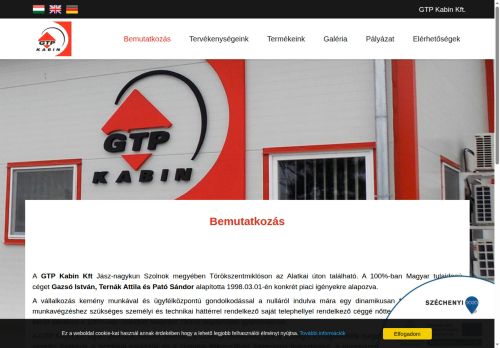 GTP Kabin Kft.
GTP
KABIN
Bemutatkozás Tervékenységeink Termékeink Galéria Pályázat Elérhetőségek
GTP
KABIN
Bemutatkozás
A GTP Kabin Kft Jász-nagykun Szolnok megyében Törökszentmiklóson az Alatkai úton található. A 100%-ban Magyar
céget Gazsó István, Ternák Attila és Pató Sándor alapította 1998.03.01-én konkrét piaci igényekre alapozva.
A vállalkozás kemény munkával és ügyfélközpontú gondolkodással a nulláról indulva mára egy dinamikusan
munkavégzéshez szükséges személyi és technikai háttérrel rendelkező saját telephellyel rendelkező céggé nőtte
SZÉCHENYI 2020
Ez a weboldal cookie-kat használ annak érdekében hogy a lehető legjobb felhasználói élményt nyújtsa. További információk
Elfogadom